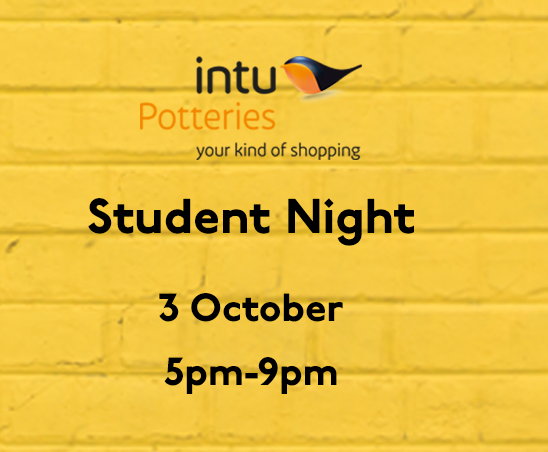 intu
Potteries
your kind of shopping
Student Night
3 October
5pm-9pm